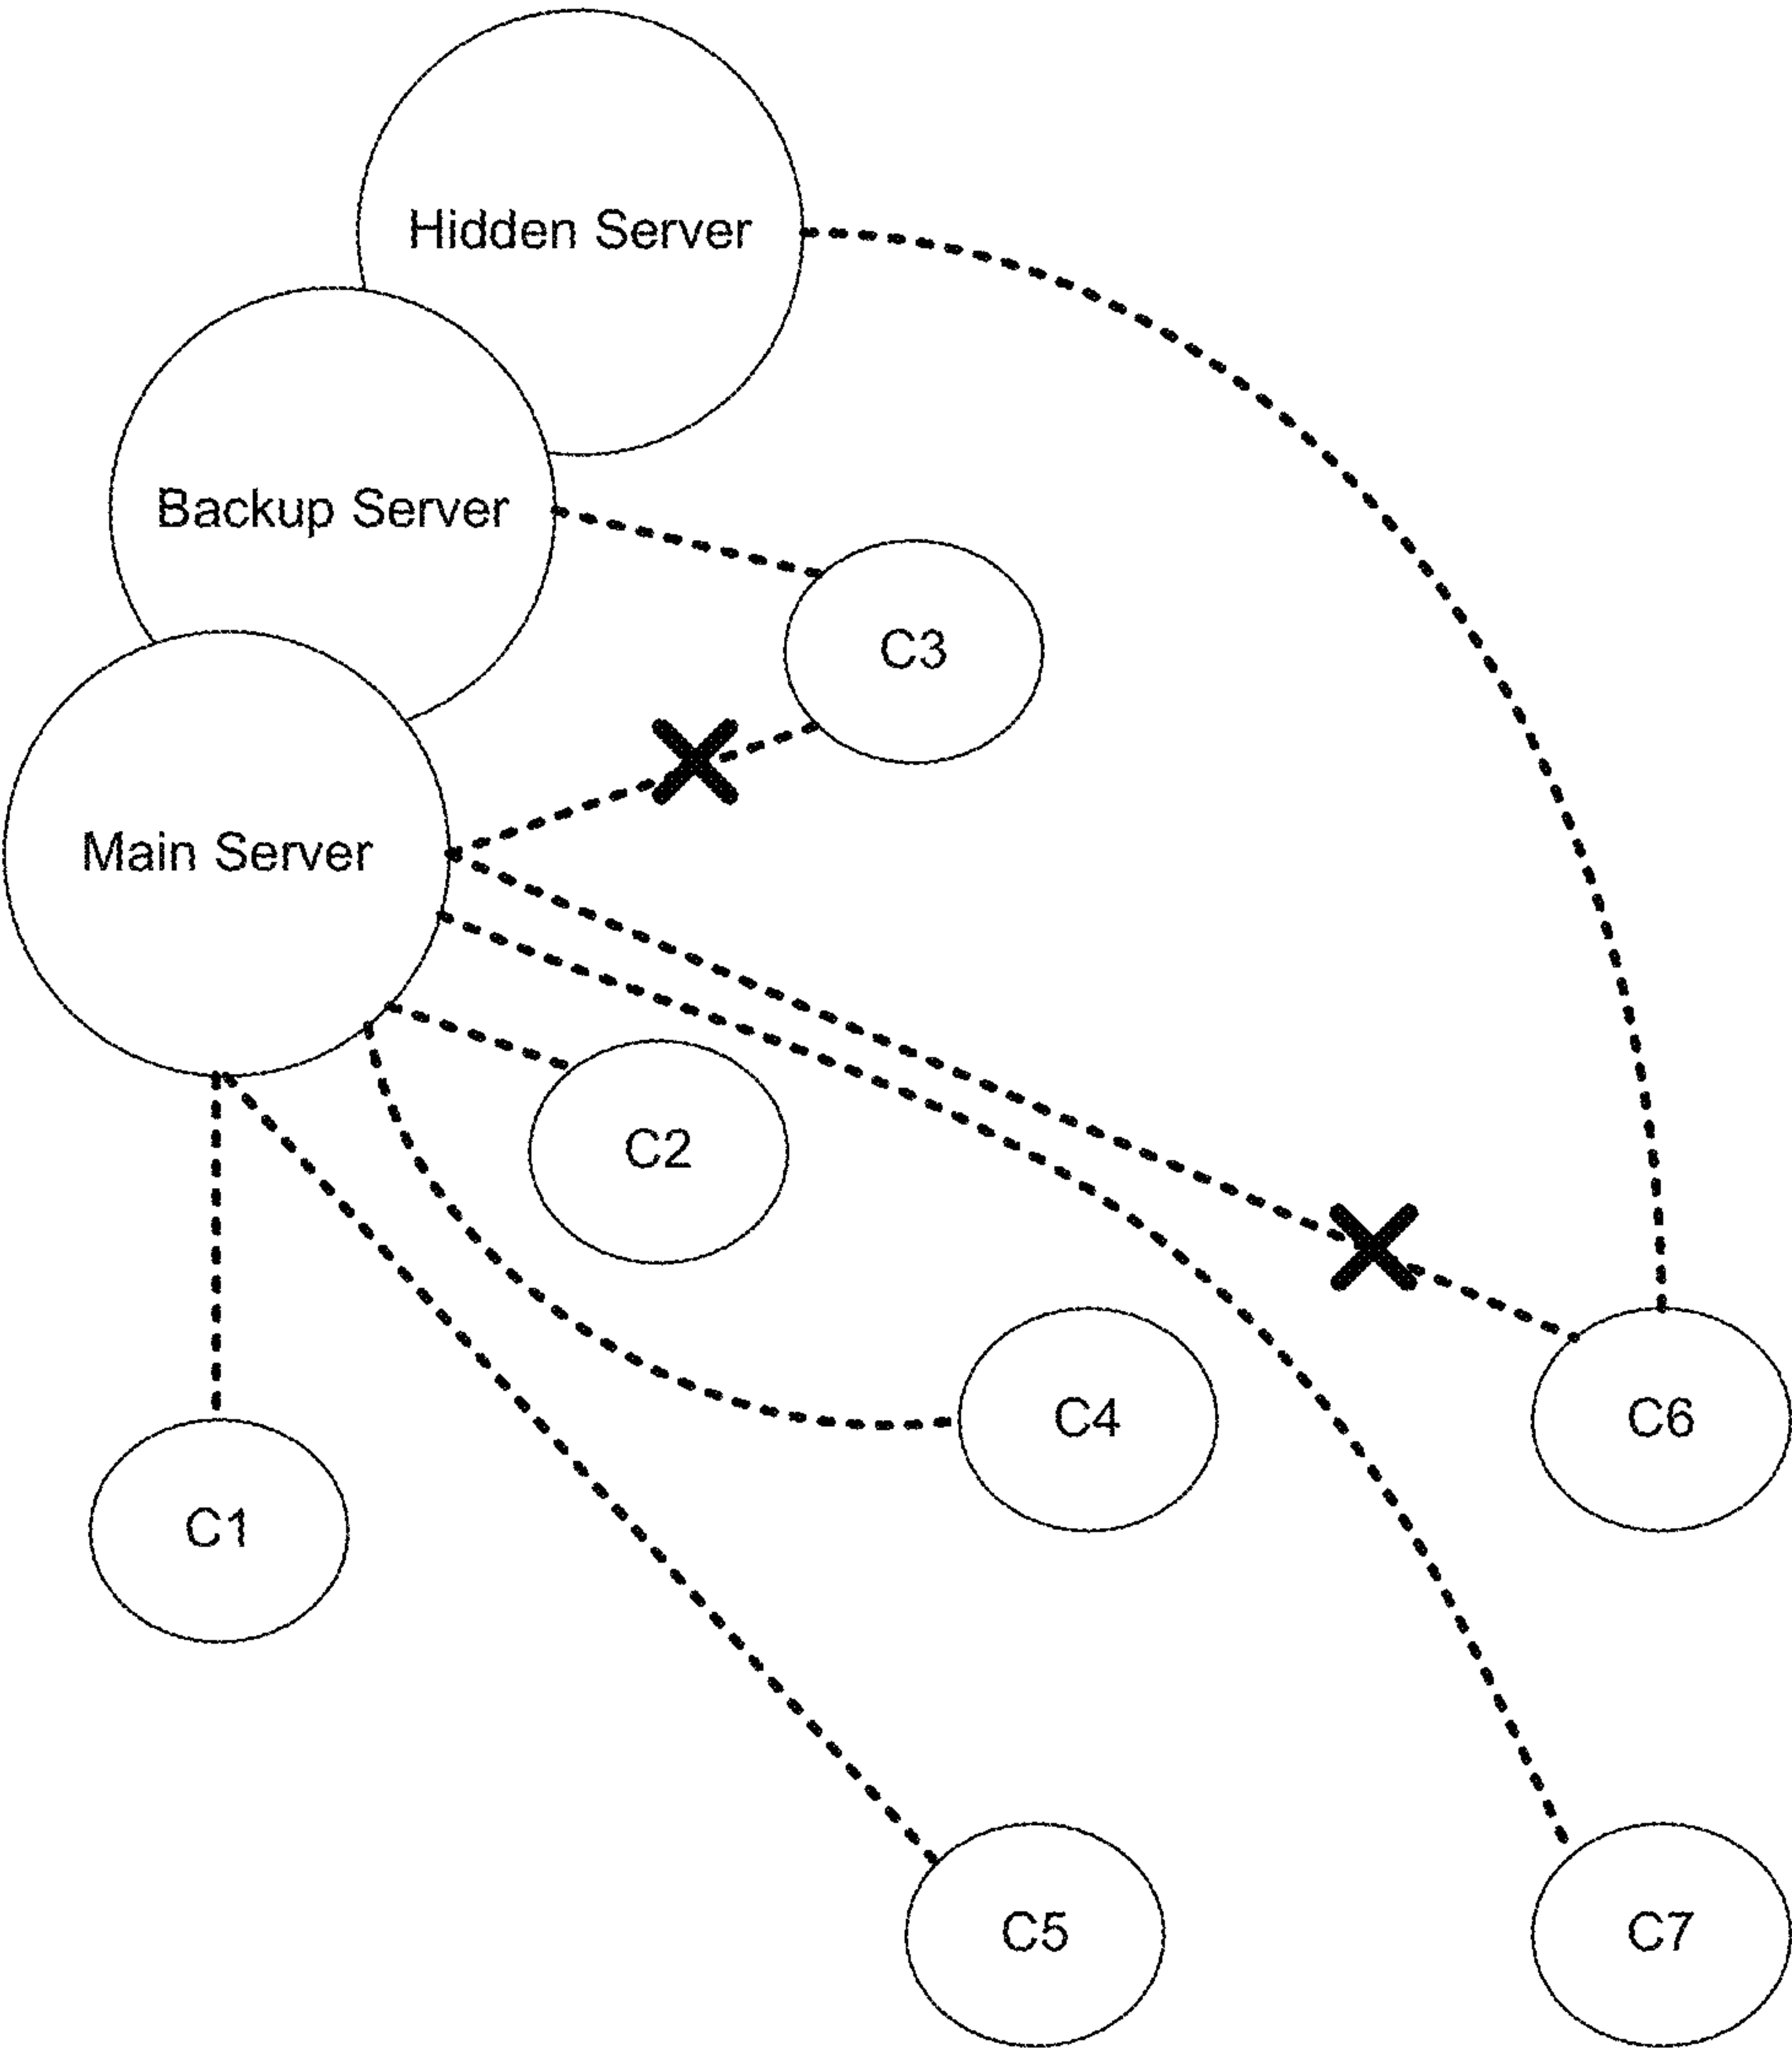 Hidden Server
Backup Server
C3
Main Server
C2
C4
C6
C1
C5
C7